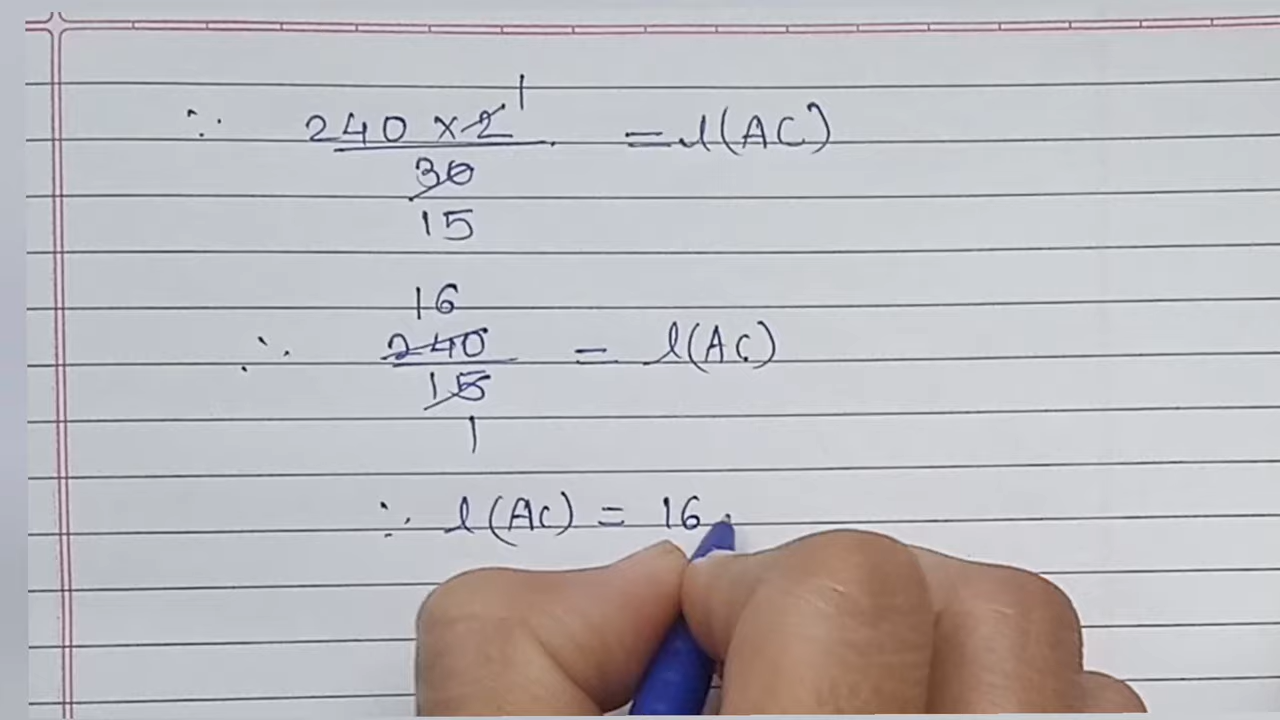 ∴ 240 × 2 1 = l(AC)
30
15
16
∴ 240 = l(AC)
15
1
∴ l(AC) = 16